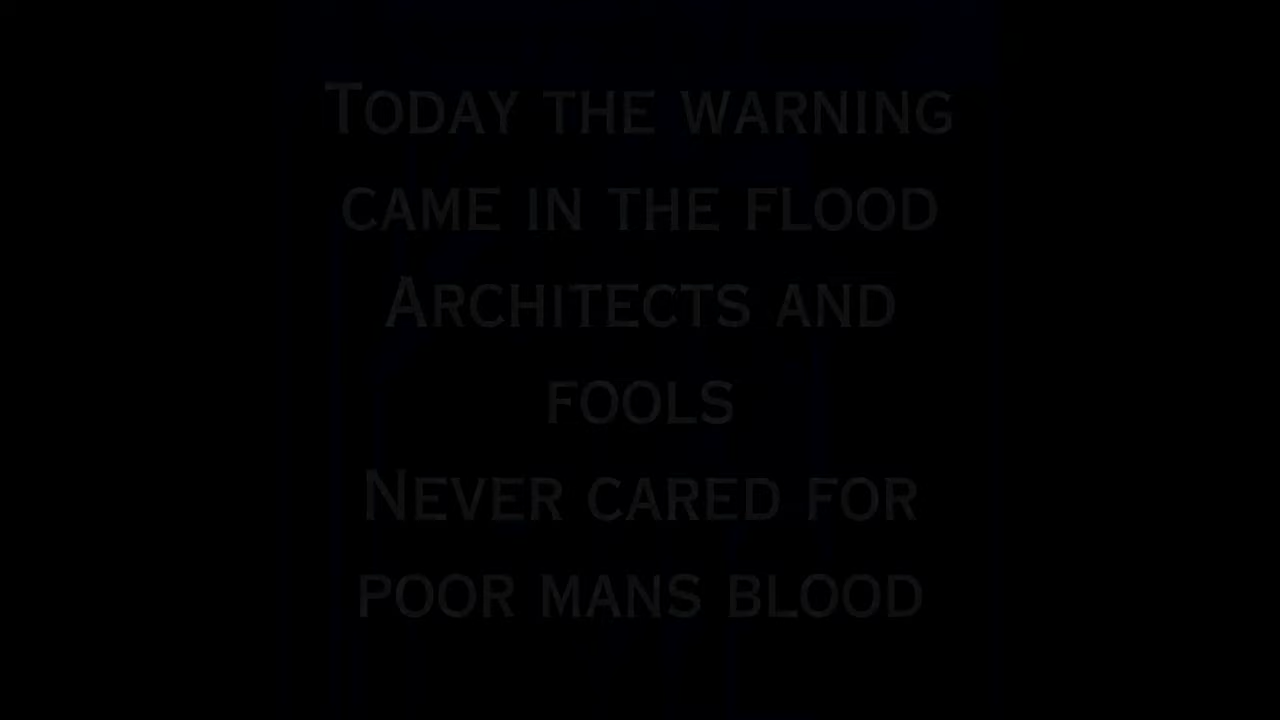 Today the warning
came in the flood
Architects and
fools
Never cared for
poor mans blood